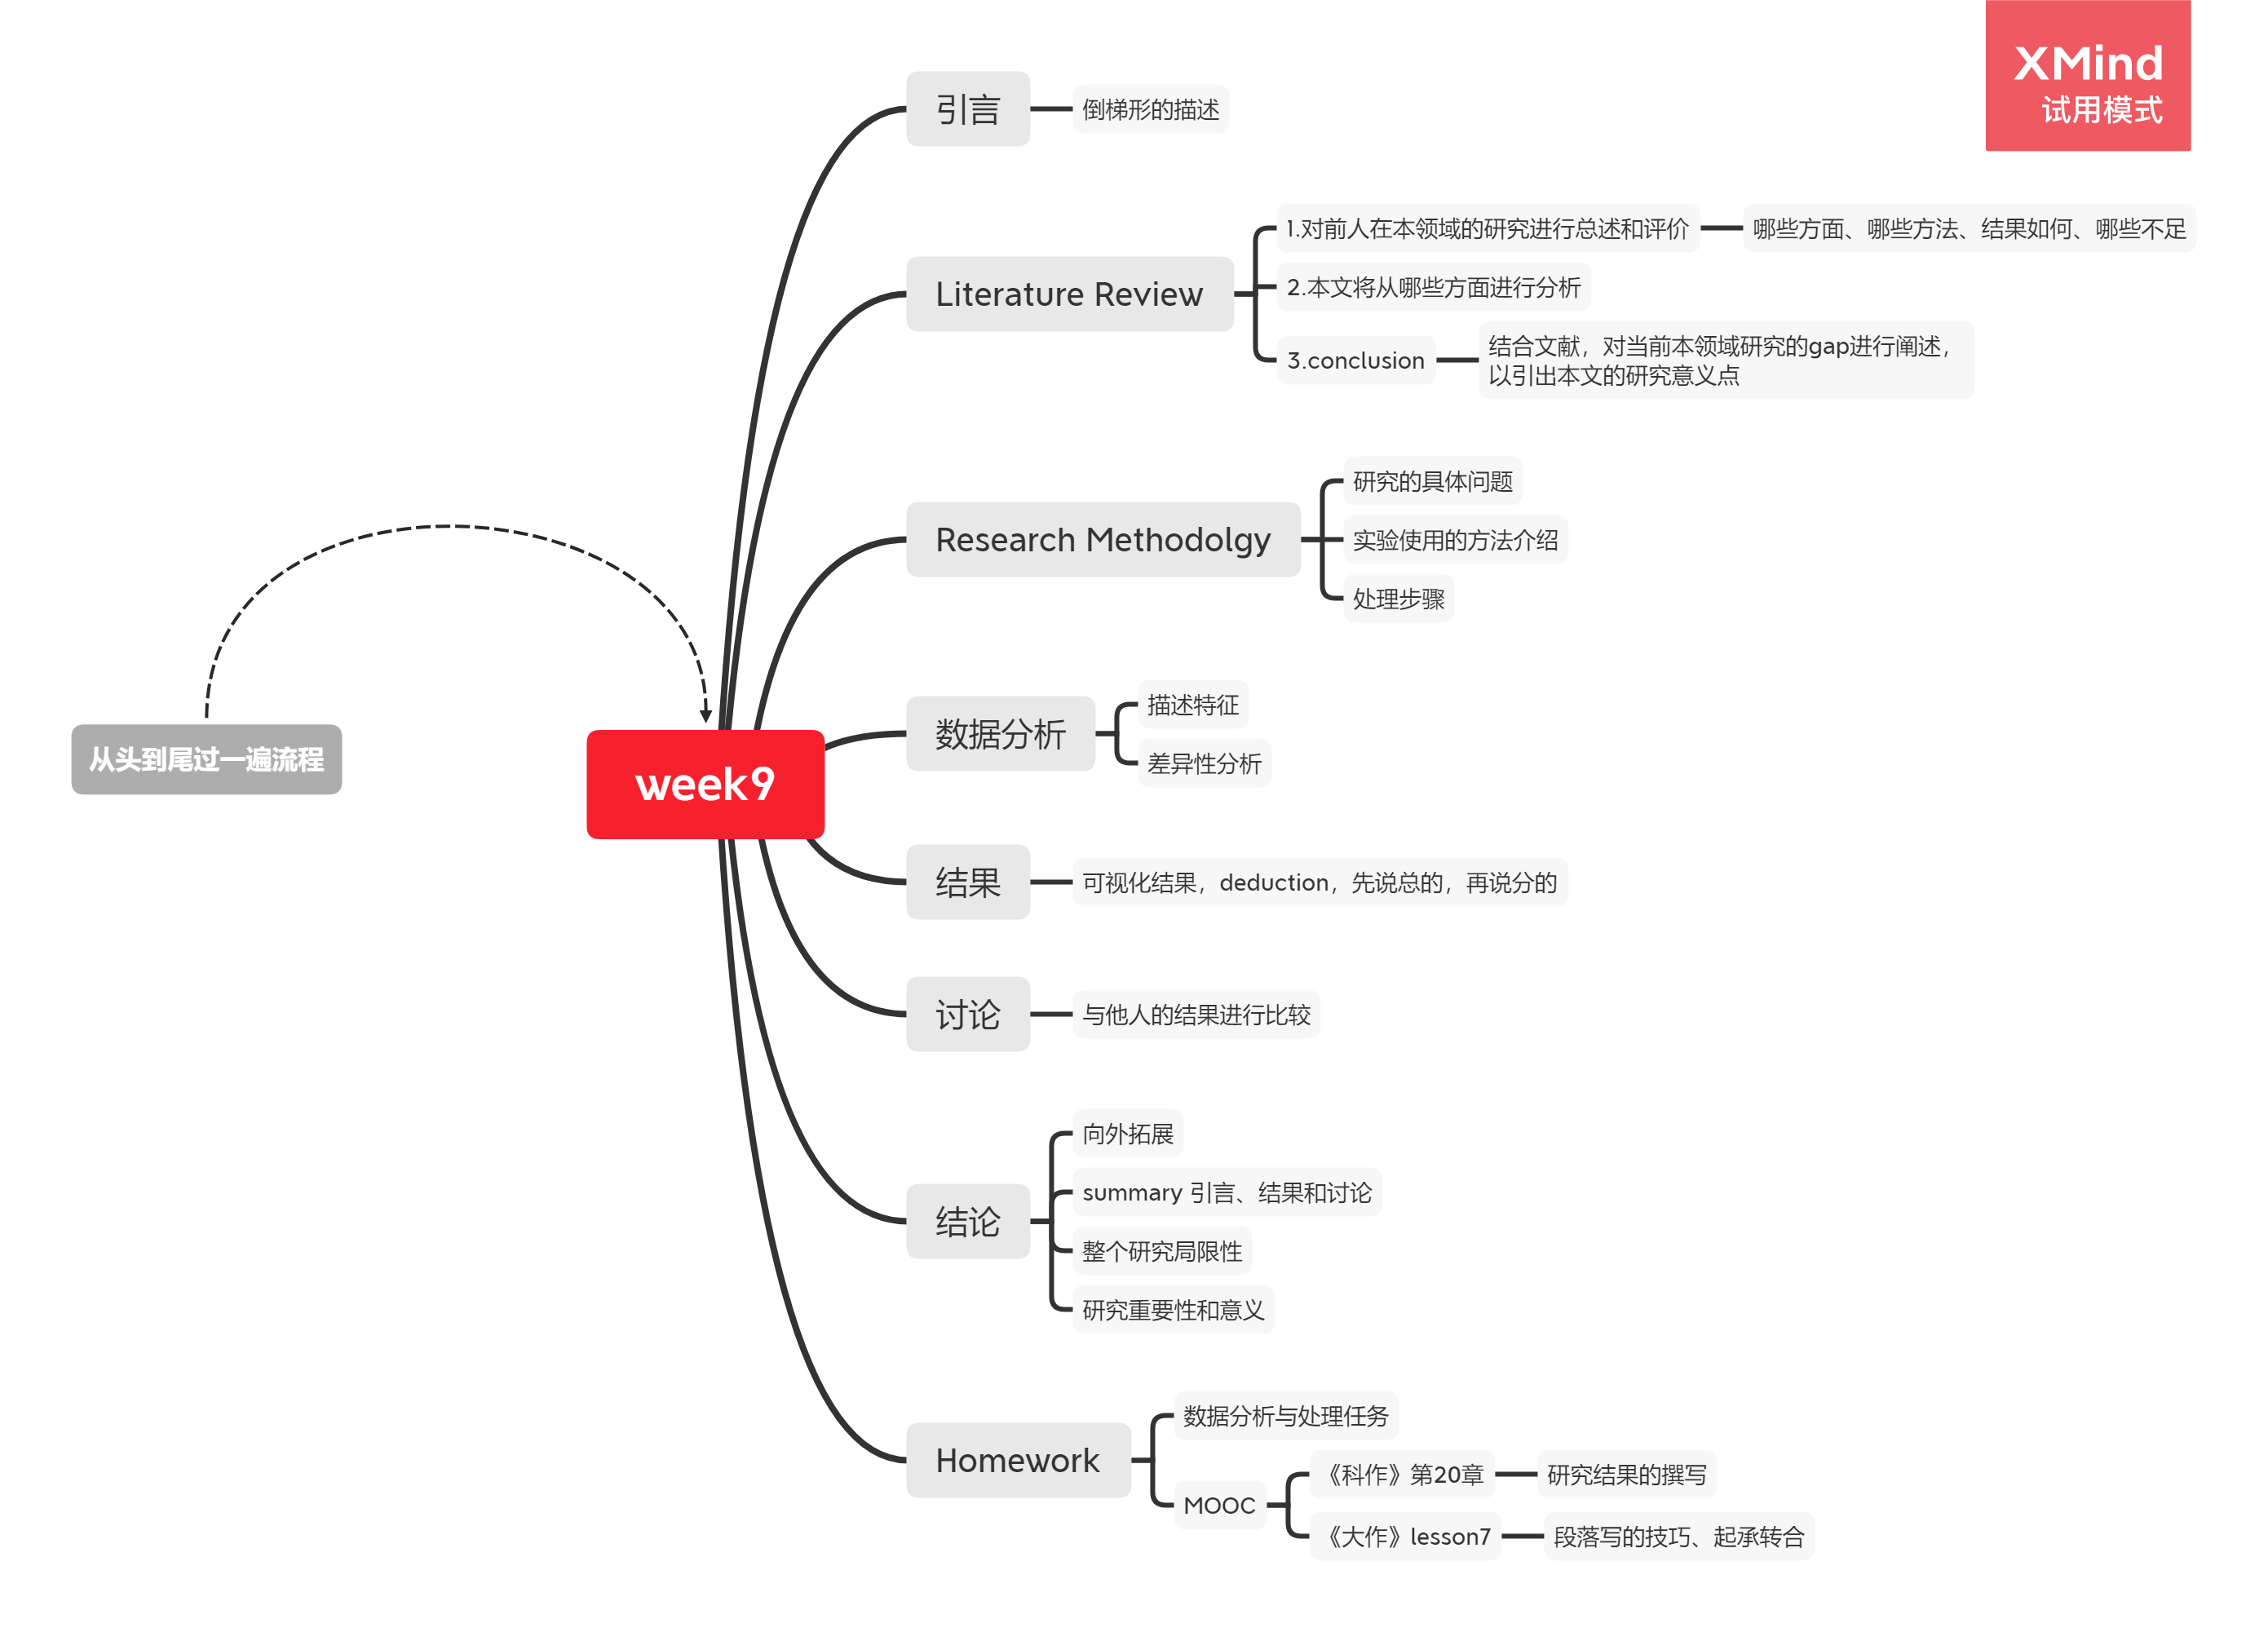 XMind
试用模式
引言
倒梯形的描述
Literature Review
1.对前人在本领域的研究进行总述和评价
哪些方面、哪些方法、结果如何、哪些不足
2.本文将从哪些方面进行分析
3.conclusion
结合文献，对当前本领域研究的gap进行阐述，
以引出本文的研究意义点
Research Methodolgy
研究的具体问题
实验使用的方法介绍
处理步骤
从头到尾过一遍流程
week9
数据分析
描述特征
差异性分析
结果
可视化结果，deduction，先说总的，再说分的
讨论
与他人的结果进行比较
结论
向外拓展
summary 引言、结果和讨论
整个研究局限性
研究重要性和意义
Homework
数据分析与处理任务
MOOC
《科作》第20章
研究结果的撰写
《大作》lesson7
段落写的技巧、起承转合